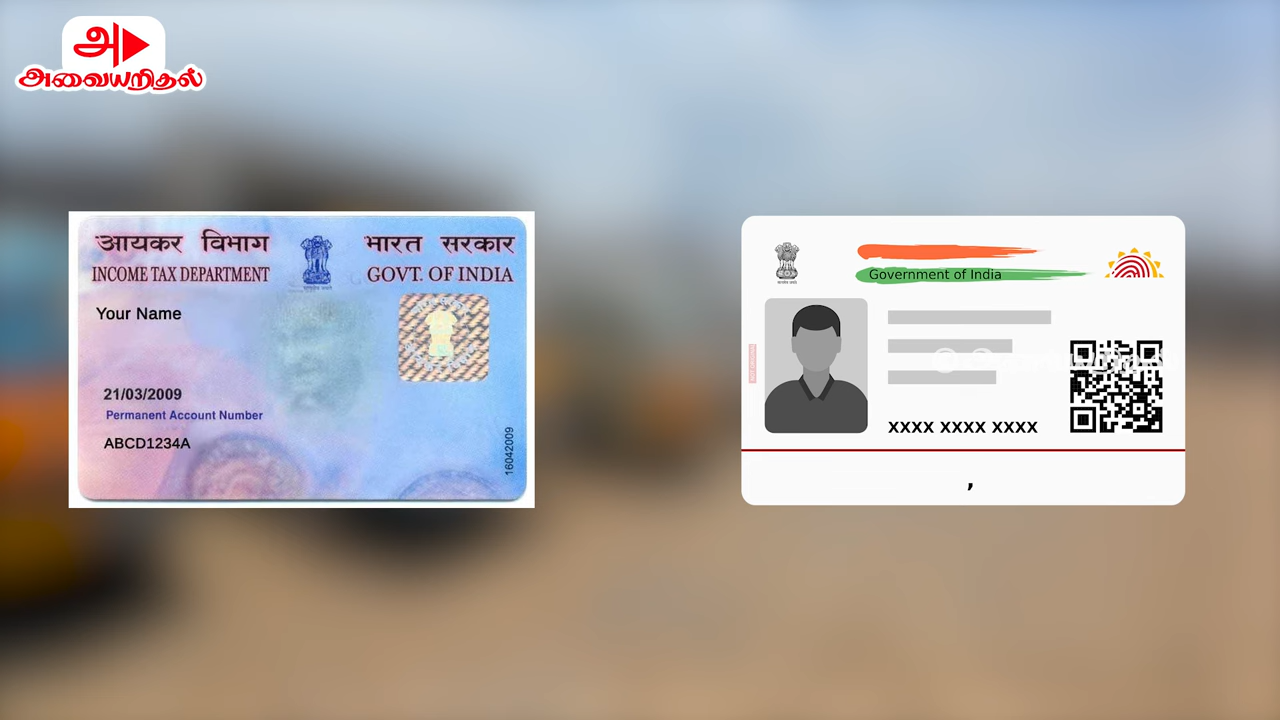 அ
அவையறிதல்
आयकर विभाग
INCOME TAX DEPARTMENT
भारत सरकार
GOVT. OF INDIA
Your Name
21/03/2009
Permanent Account Number
ABCD1234A
16042009
Government of India
XXXX XXXX XXXX
,